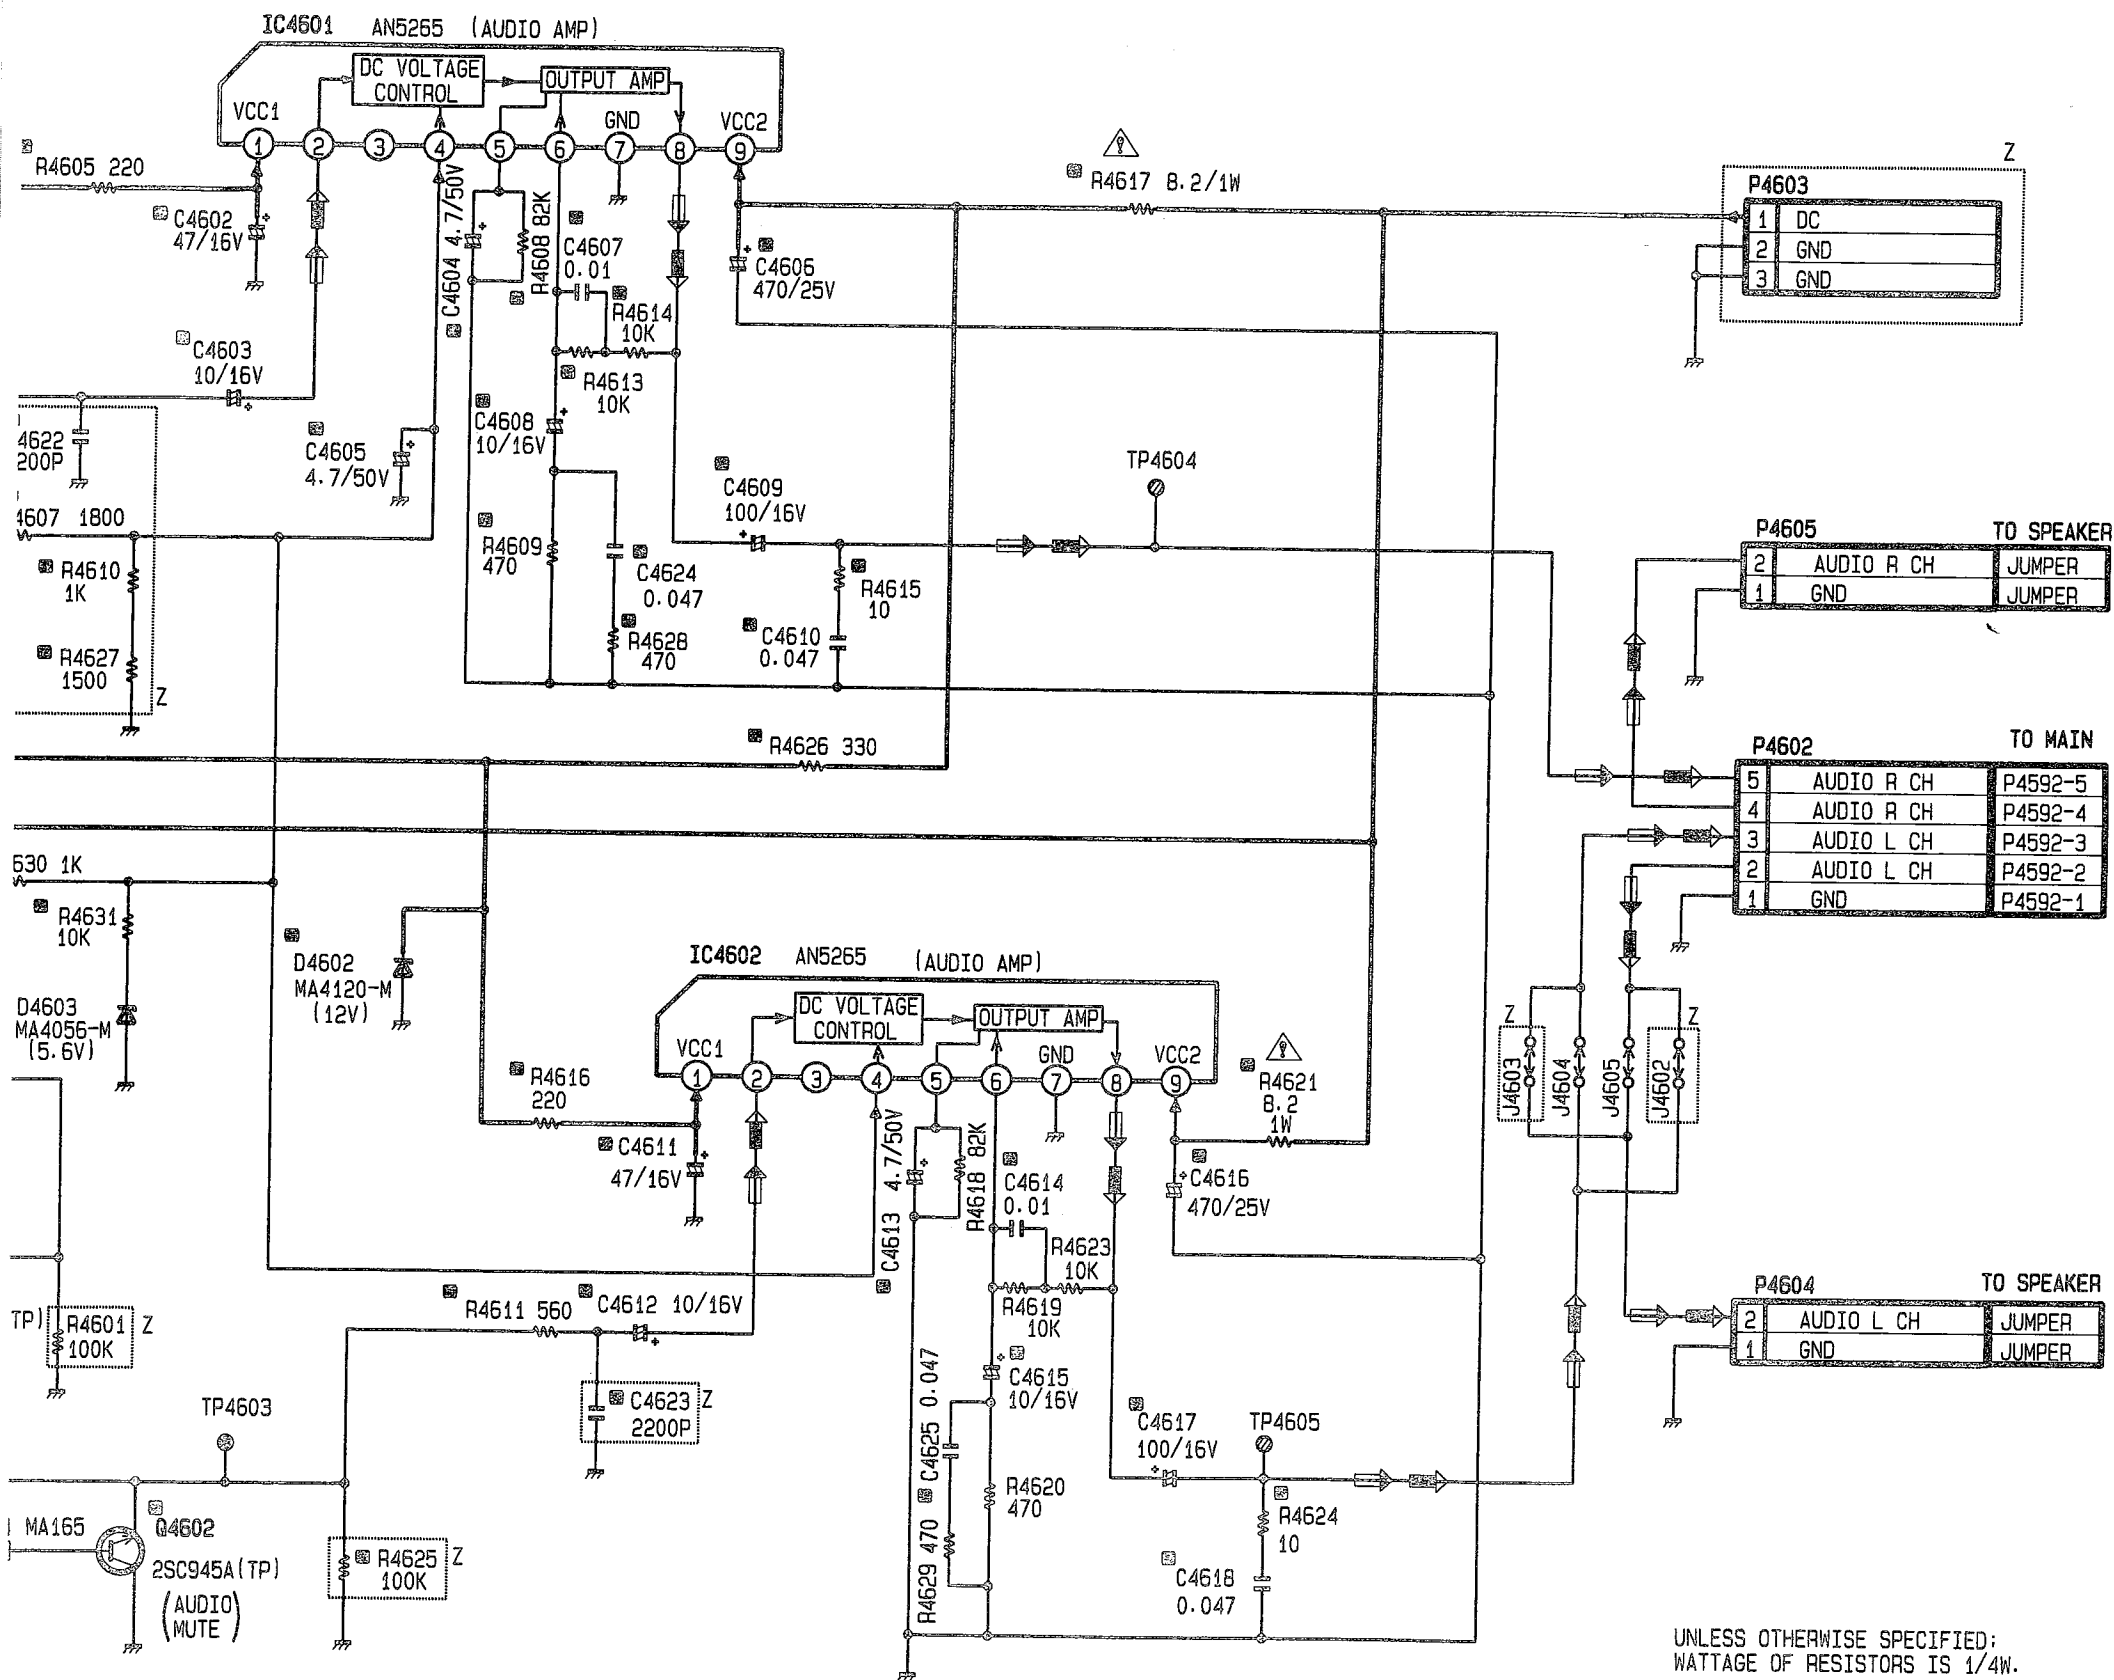 IC4601 AN5265 (AUDIO AMP)
DC VOLTAGE
CONTROL
OUTPUT AMP
VCC1
GND
VCC2
1 2 3 4 5 6 7 8 9
R4605 220
C4602
47/16V
C4604 4.7/50V
R4608 82K
C4607
0.01
R4614
10K
R4613
10K
C4606
470/25V
R4617 8.2/1W
Z
P4603
1 DC
2 GND
3 GND
C4603
10/16V
4622
200P
C4605
4.7/50V
C4608
10/16V
C4609
100/16V
TP4604
4607 1800
R4610
1K
R4627
1500
Z
R4609
470
C4624
0.047
R4628
470
R4615
10
C4610
0.047
P4605 TO SPEAKER
2 AUDIO R CH JUMPER
1 GND JUMPER
R4626 330
P4602 TO MAIN
5 AUDIO R CH P4592-5
4 AUDIO R CH P4592-4
3 AUDIO L CH P4592-3
2 AUDIO L CH P4592-2
1 GND P4592-1
630 1K
R4631
10K
D4603
MA4056-M
(5.6V)
D4602
MA4120-M
(12V)
IC4602 AN5265 (AUDIO AMP)
DC VOLTAGE
CONTROL
OUTPUT AMP
VCC1
GND
VCC2
1 2 3 4 5 6 7 8 9
R4616
220
C4611
47/16V
C4613 4.7/50V
R4618 82K
C4614
0.01
R4623
10K
R4619
10K
R4621
8.2
1W
C4616
470/25V
Z
J4603
J4604
J4605
J4602
Z
R4611 560
C4612 10/16V
TP)
R4601
100K
Z
C4623
2200P
Z
C4615
10/16V
C4625 0.047
R4629 470
R4620
470
C4617
100/16V
TP4605
R4624
10
C4618
0.047
P4604 TO SPEAKER
2 AUDIO L CH JUMPER
1 GND JUMPER
TP4603
MA165
Q4602
2SC945A(TP)
(AUDIO
MUTE)
R4625
100K
Z
UNLESS OTHERWISE SPECIFIED;
WATTAGE OF RESISTORS IS 1/4W.